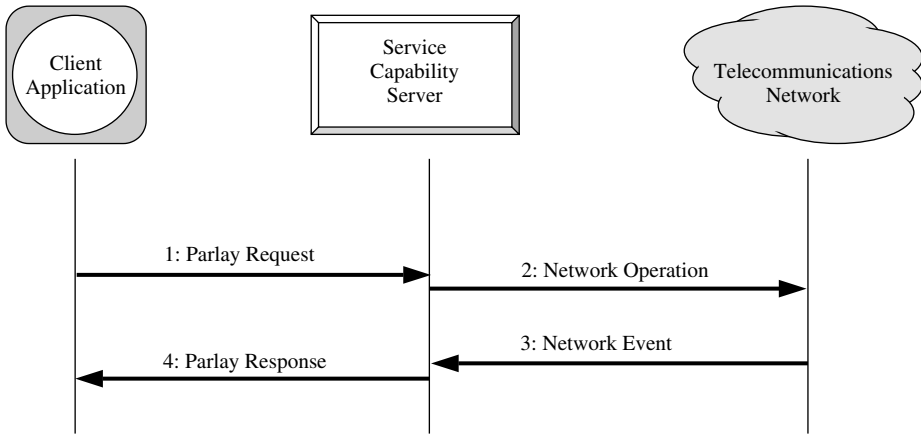 Client
Application
Service
Capability
Server
Telecommunications
Network
1: Parlay Request
2: Network Operation
3: Network Event
4: Parlay Response